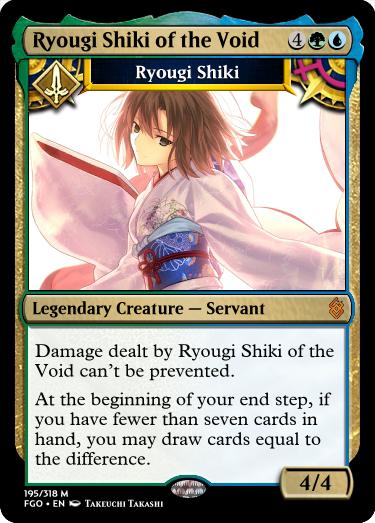 Ryougi Shiki of the Void 4
Ryougi Shiki
Legendary Creature — Servant
Damage dealt by Ryougi Shiki of the
Void can't be prevented.
At the beginning of your end step, if
you have fewer than seven cards in
hand, you may draw cards equal to
the difference.
4/4
195/318 M
FGO • EN Takeuchi Takashi